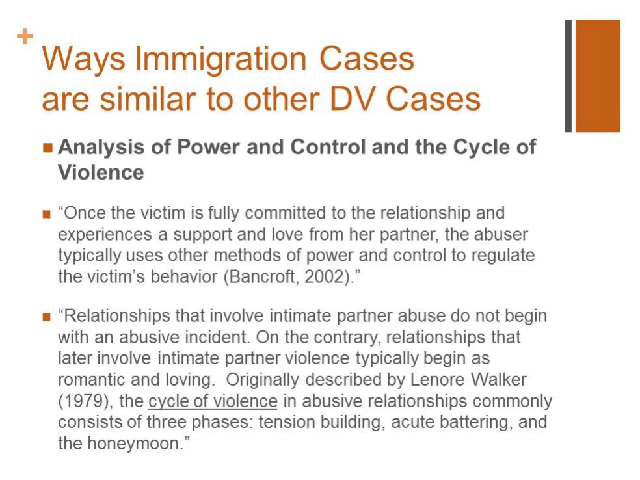 Ways Immigration Cases
are similar to other DV Cases
Analysis of Power and Control and the Cycle of
Violence
“Once the victim is fully committed to the relationship and
experiences a support and love from her partner, the abuser
typically uses other methods of power and control to regulate
the victim’s behavior (Bancroft, 2002).”
“Relationships that involve intimate partner abuse do not begin
with an abusive incident. On the contrary, relationships that
later involve intimate partner violence typically begin as
romantic and loving.  Originally described by Lenore Walker
(1979), the cycle of violence in abusive relationships commonly
consists of three phases: tension building, acute battering, and
the honeymoon.”